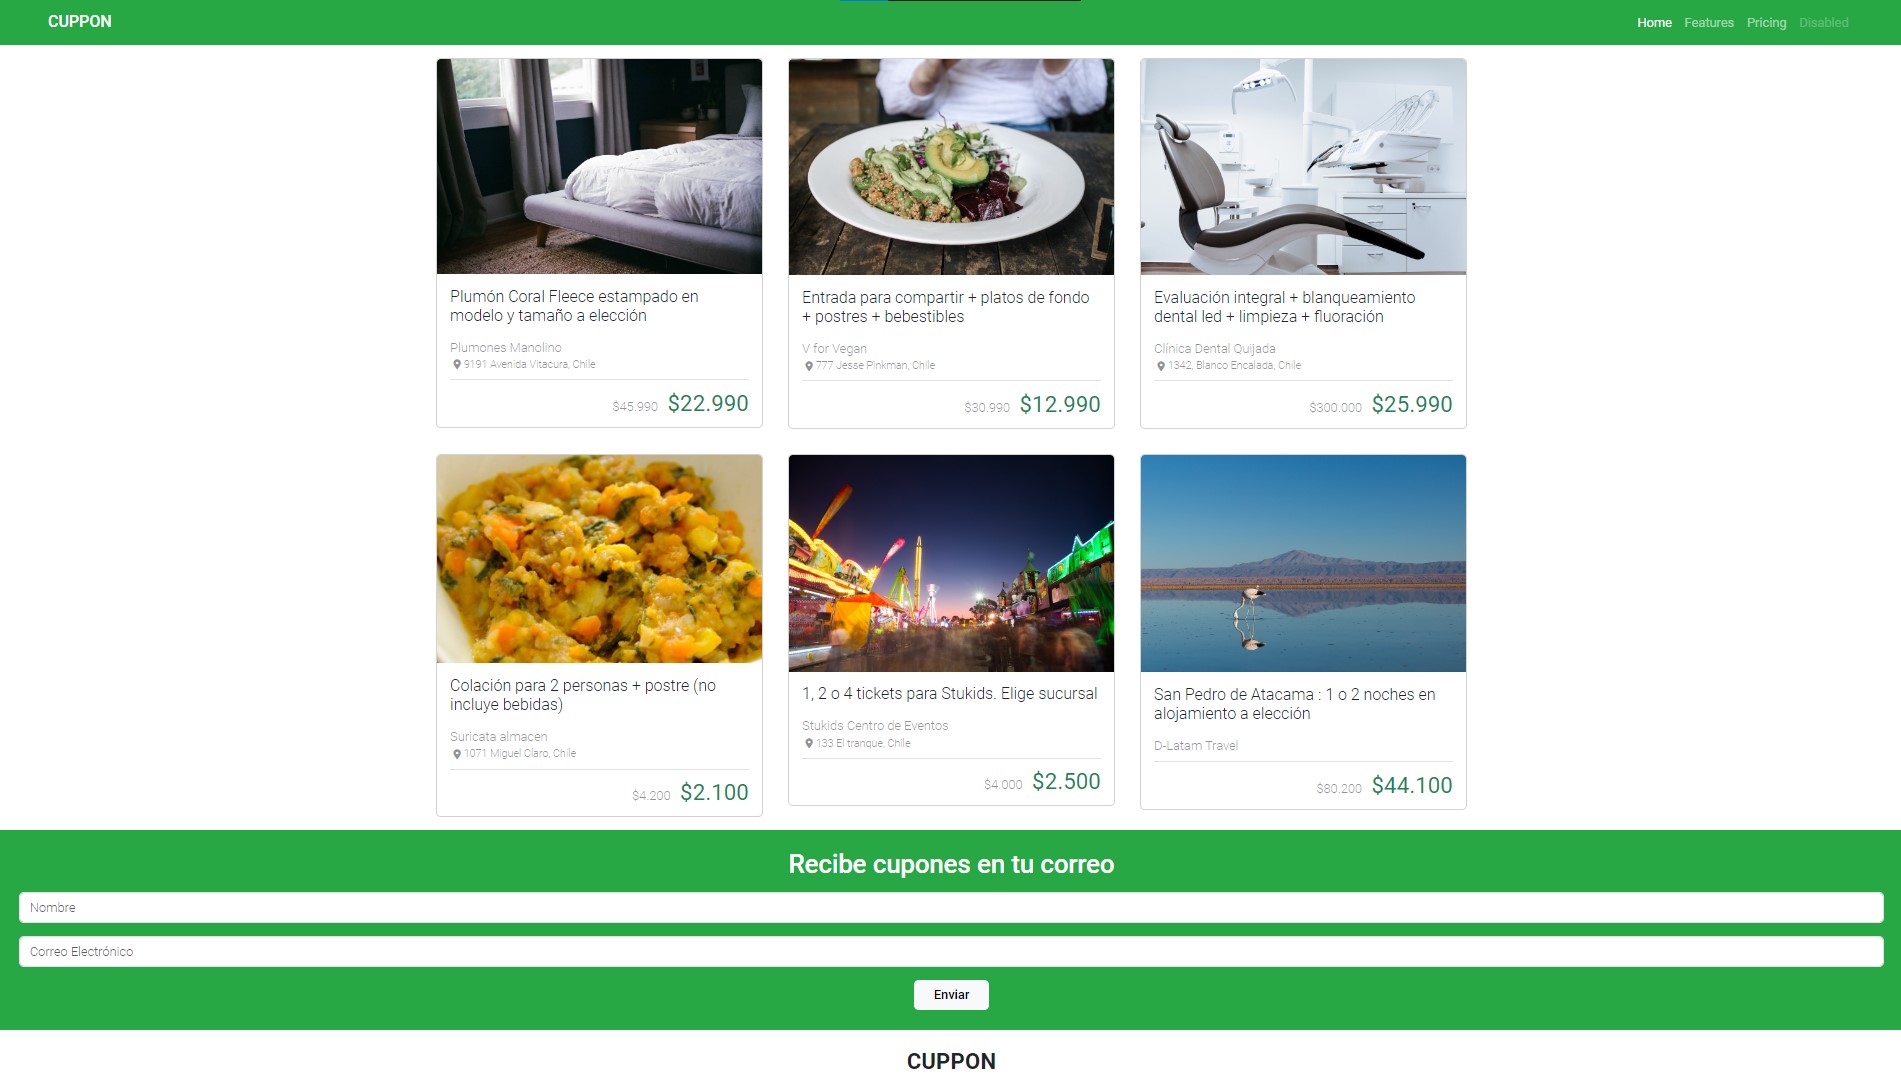 CUPPON
Home Features Pricing Disabled
Plumón Coral Fleece estampado en
modelo y tamaño a elección
Plumones Manolino
9191 Avenida Vitacura, Chile
$45.990 $22.990
Entrada para compartir + platos de fondo
+ postres + bebestibles
V for Vegan
777 Jesse Pinkman, Chile
$30.990 $12.990
Evaluación integral + blanqueamiento
dental led + limpieza + fluoración
Clínica Dental Quijada
1342, Blanco Encalada, Chile
$300.000 $25.990
Colación para 2 personas + postre (no
incluye bebidas)
Suricata almacen
1071 Miguel Claro, Chile
$4.200 $2.100
1, 2 o 4 tickets para Stukids. Elige sucursal
Stukids Centro de Eventos
133 El tranque, Chile
$4.000 $2.500
San Pedro de Atacama : 1 o 2 noches en
alojamiento a elección
D-Latam Travel
$80.200 $44.100
Recibe cupones en tu correo
Nombre
Correo Electrónico
Enviar
CUPPON